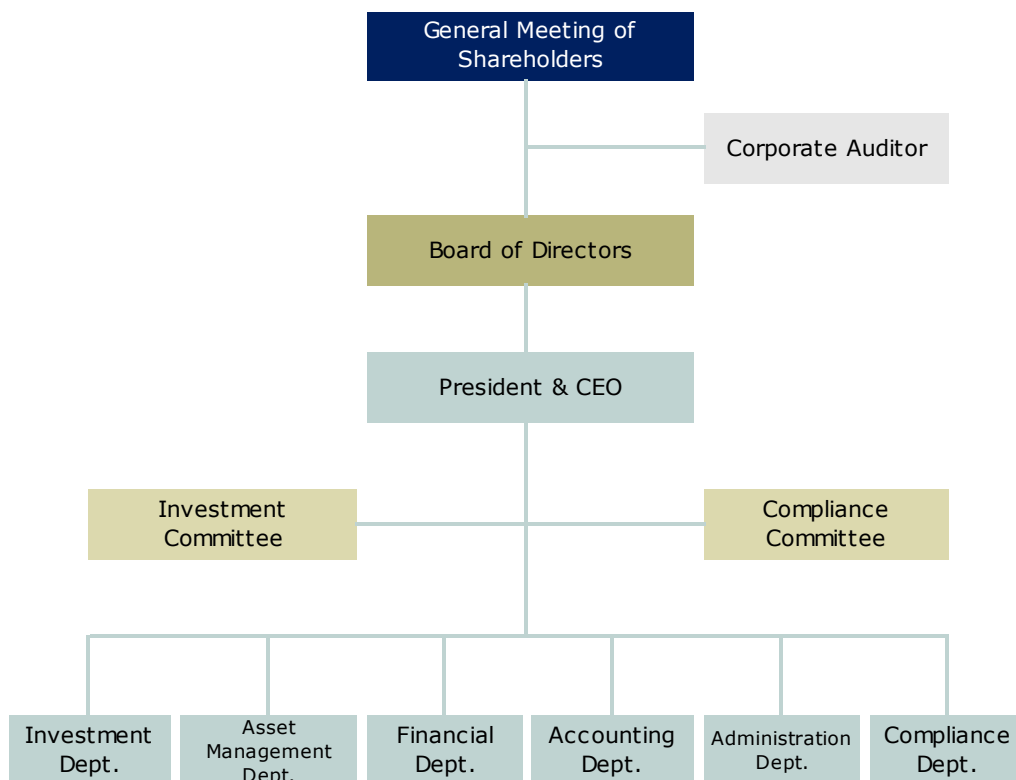 General Meeting of
Shareholders
Corporate Auditor
Board of Directors
President & CEO
Investment
Committee
Compliance
Committee
Investment
Dept.
Asset
Management
Dept.
Financial
Dept.
Accounting
Dept.
Administration
Dept.
Compliance
Dept.